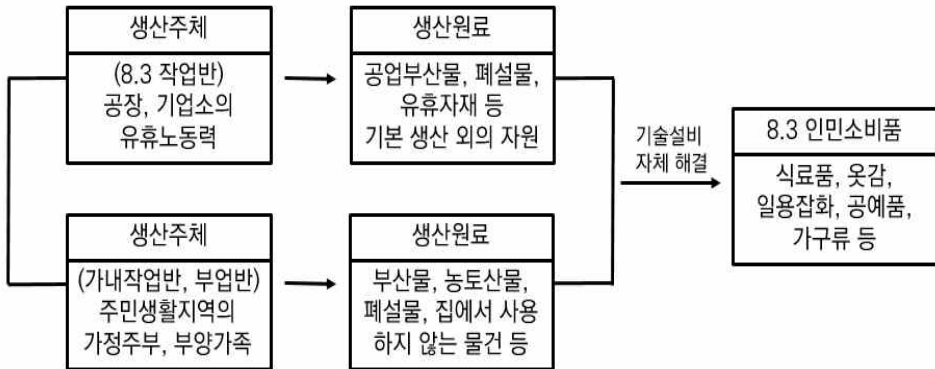 생산주체
(8.3 작업반)
공장, 기업소의
유휴노동력
생산원료
공업부산물, 폐설물,
유휴자재 등
기본 생산 외의 자원
생산주체
(가내작업반, 부업반)
주민생활지역의
가정주부, 부양가족
생산원료
부산물, 농토산물,
폐설물, 집에서 사용
하지 않는 물건 등
기술설비
자체 해결
8.3 인민소비품
식료품, 옷감,
일용잡화, 공예품,
가구류 등